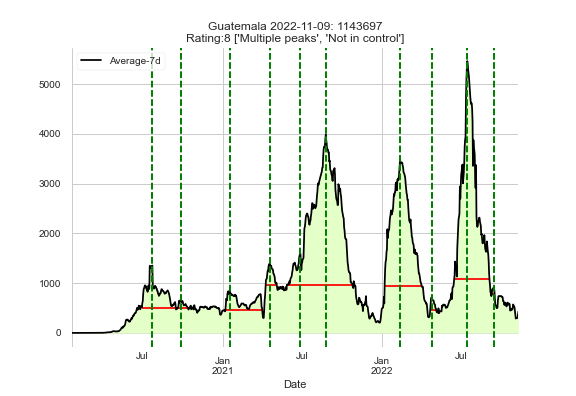 Guatemala 2022-11-09: 1143697
Rating:8 ['Multiple peaks', 'Not in control']
Average-7d
5000
4000
3000
2000
1000
0
Jul
Jan
2021
Jul
Jan
2022
Jul
Date